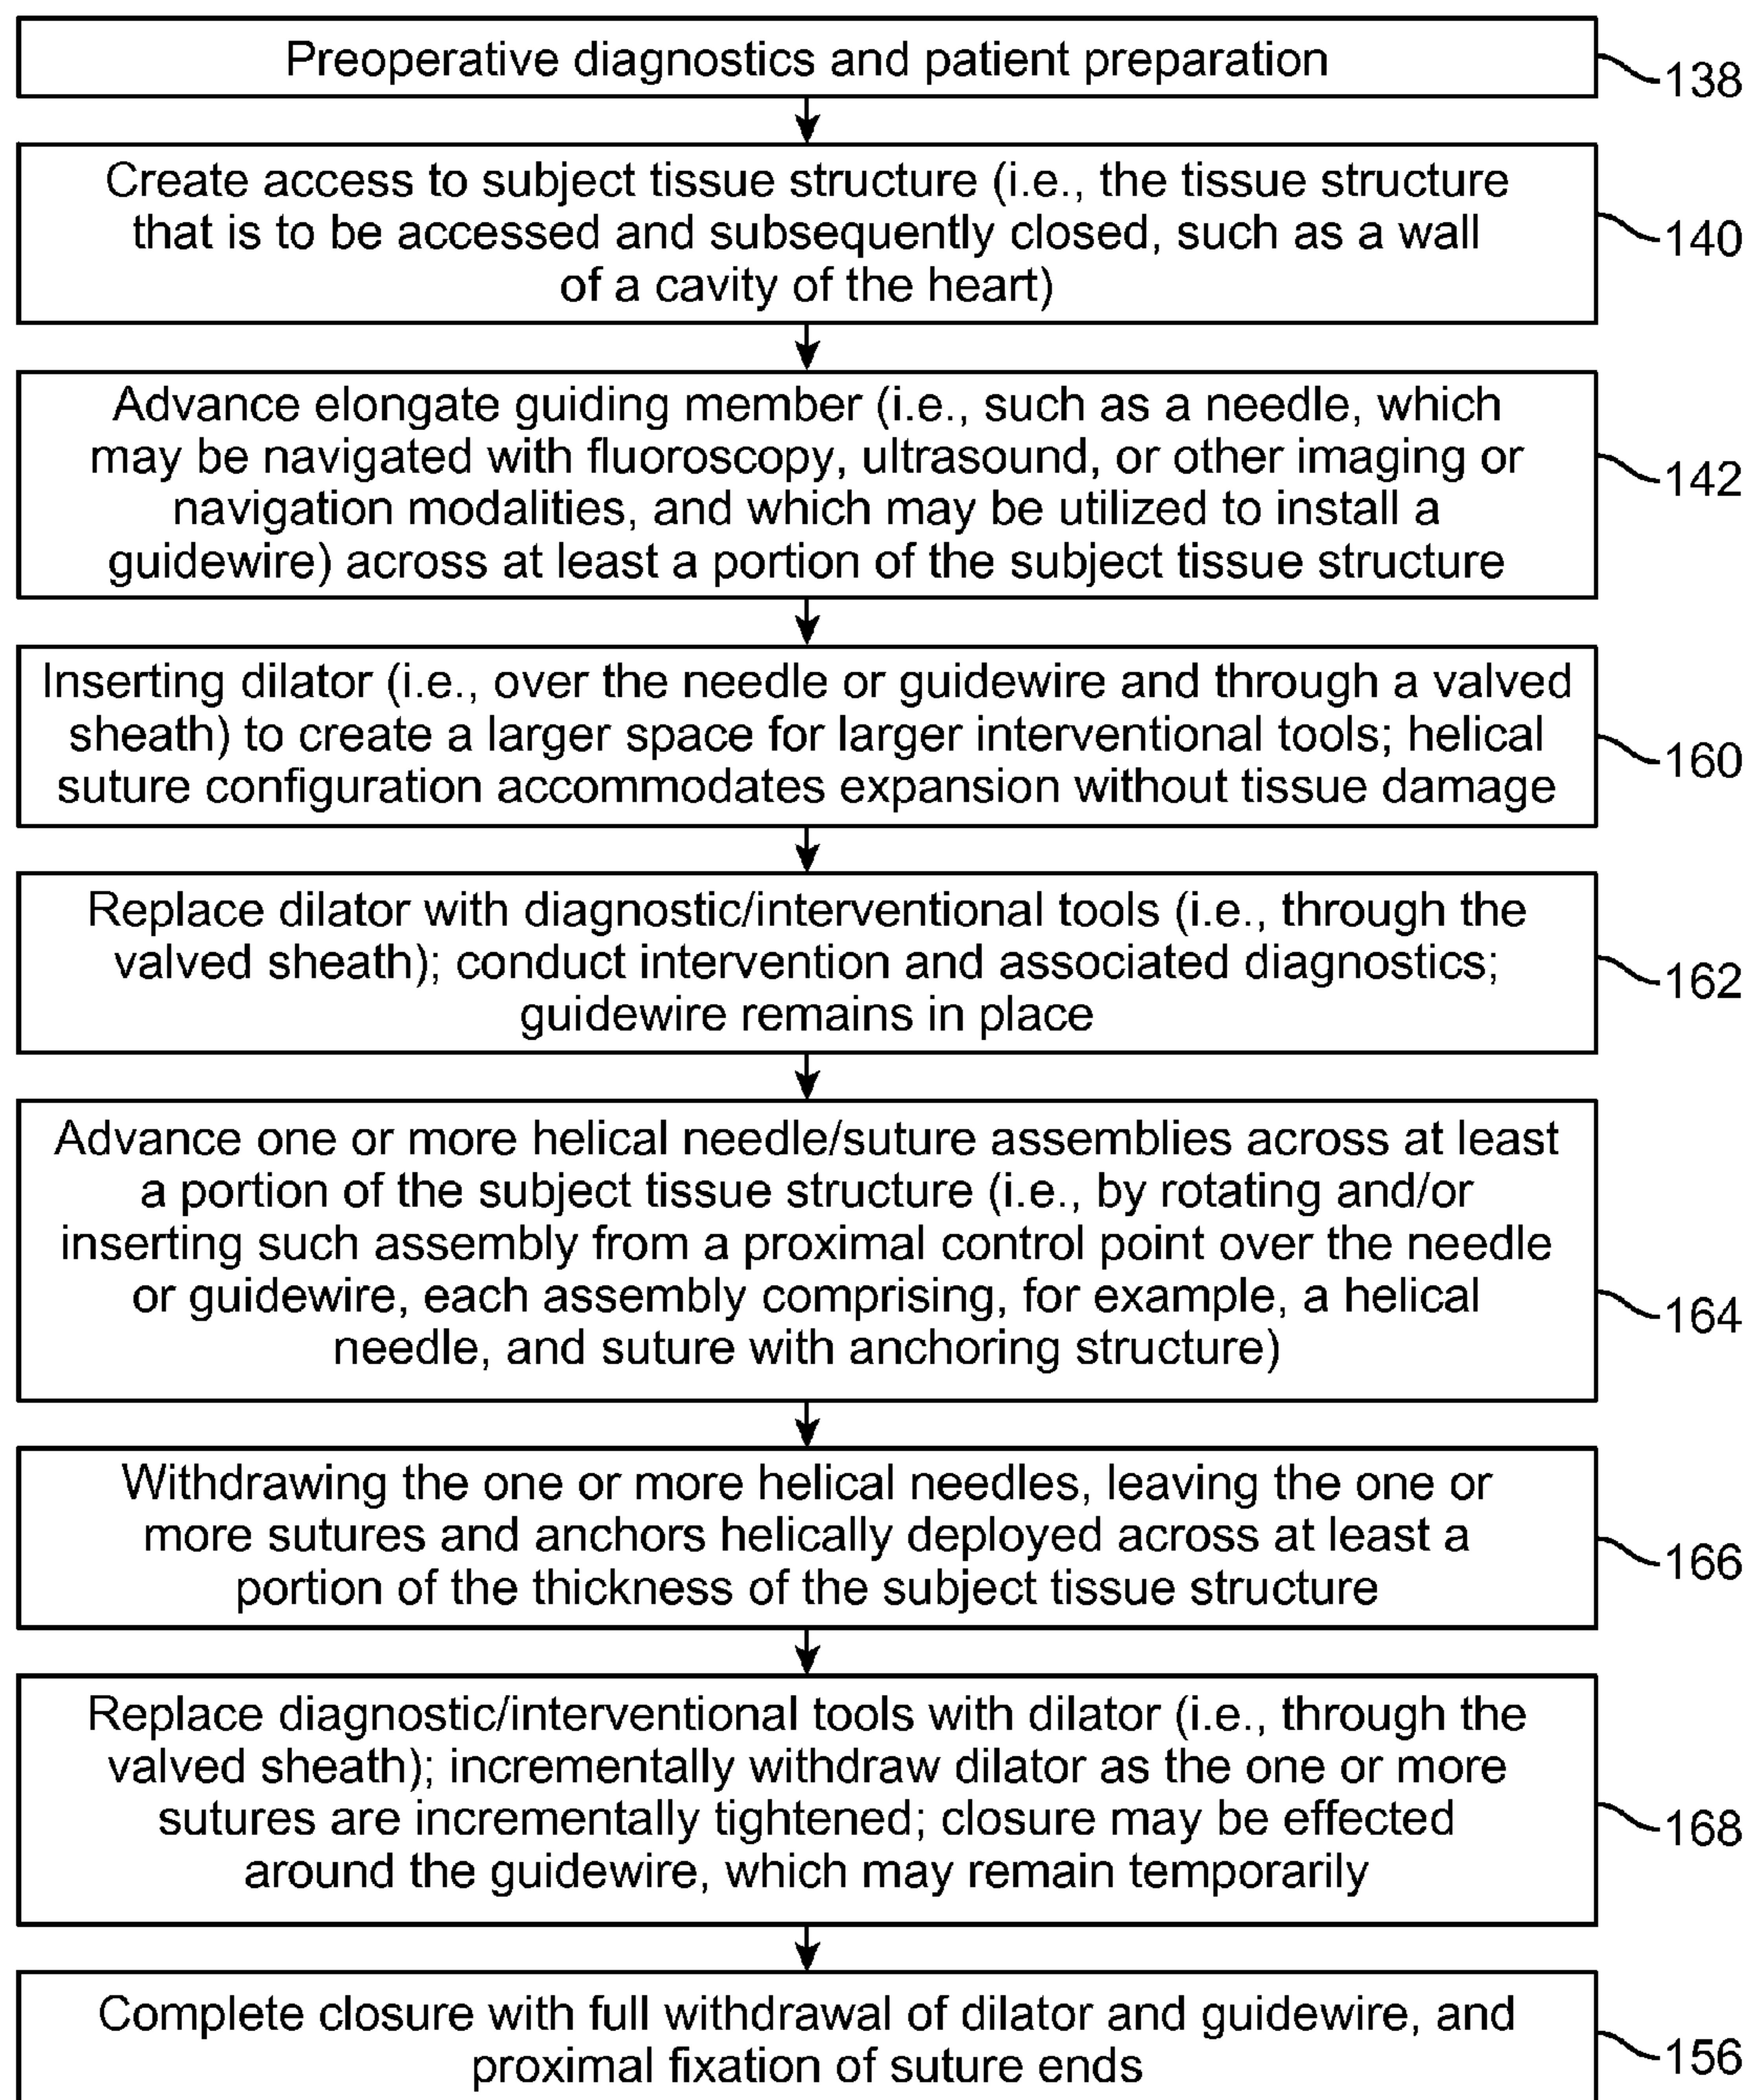 Preoperative diagnostics and patient preparation
138
Create access to subject tissue structure (i.e., the tissue structure
that is to be accessed and subsequently closed, such as a wall
of a cavity of the heart)
140
Advance elongate guiding member (i.e., such as a needle, which
may be navigated with fluoroscopy, ultrasound, or other imaging or
navigation modalities, and which may be utilized to install a
guidewire) across at least a portion of the subject tissue structure
142
Inserting dilator (i.e., over the needle or guidewire and through a valved
sheath) to create a larger space for larger interventional tools; helical
suture configuration accommodates expansion without tissue damage
160
Replace dilator with diagnostic/interventional tools (i.e., through the
valved sheath); conduct intervention and associated diagnostics;
guidewire remains in place
162
Advance one or more helical needle/suture assemblies across at least
a portion of the subject tissue structure (i.e., by rotating and/or
inserting such assembly from a proximal control point over the needle
or guidewire, each assembly comprising, for example, a helical
needle, and suture with anchoring structure)
164
Withdrawing the one or more helical needles, leaving the one or
more sutures and anchors helically deployed across at least a
portion of the thickness of the subject tissue structure
166
Replace diagnostic/interventional tools with dilator (i.e., through the
valved sheath); incrementally withdraw dilator as the one or more
sutures are incrementally tightened; closure may be effected
around the guidewire, which may remain temporarily
168
Complete closure with full withdrawal of dilator and guidewire, and
proximal fixation of suture ends
156